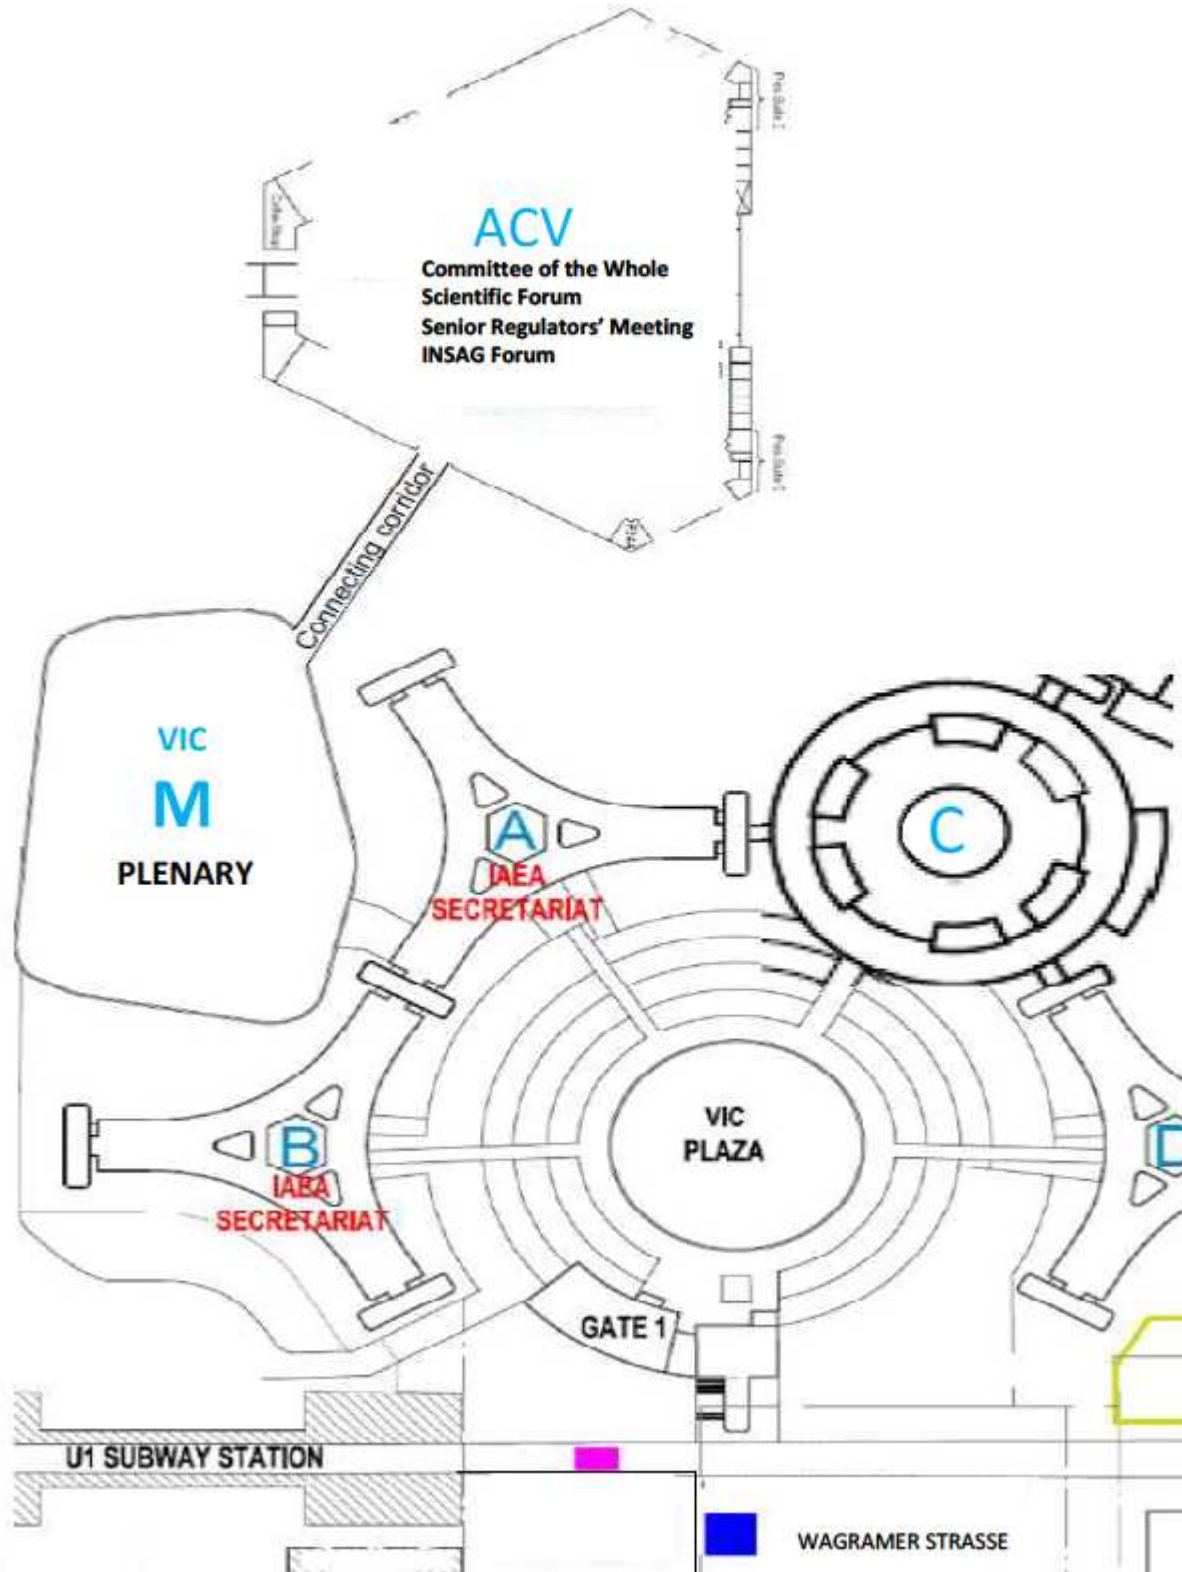 ACV
Committee of the Whole
Scientific Forum
Senior Regulators' Meeting
INSAG Forum
Connecting corridor
VIC
M
PLENARY
A
IAEA
SECRETARIAT
C
B
IAEA
SECRETARIAT
VIC
PLAZA
D
GATE 1
U1 SUBWAY STATION
WAGRAMER STRASSE